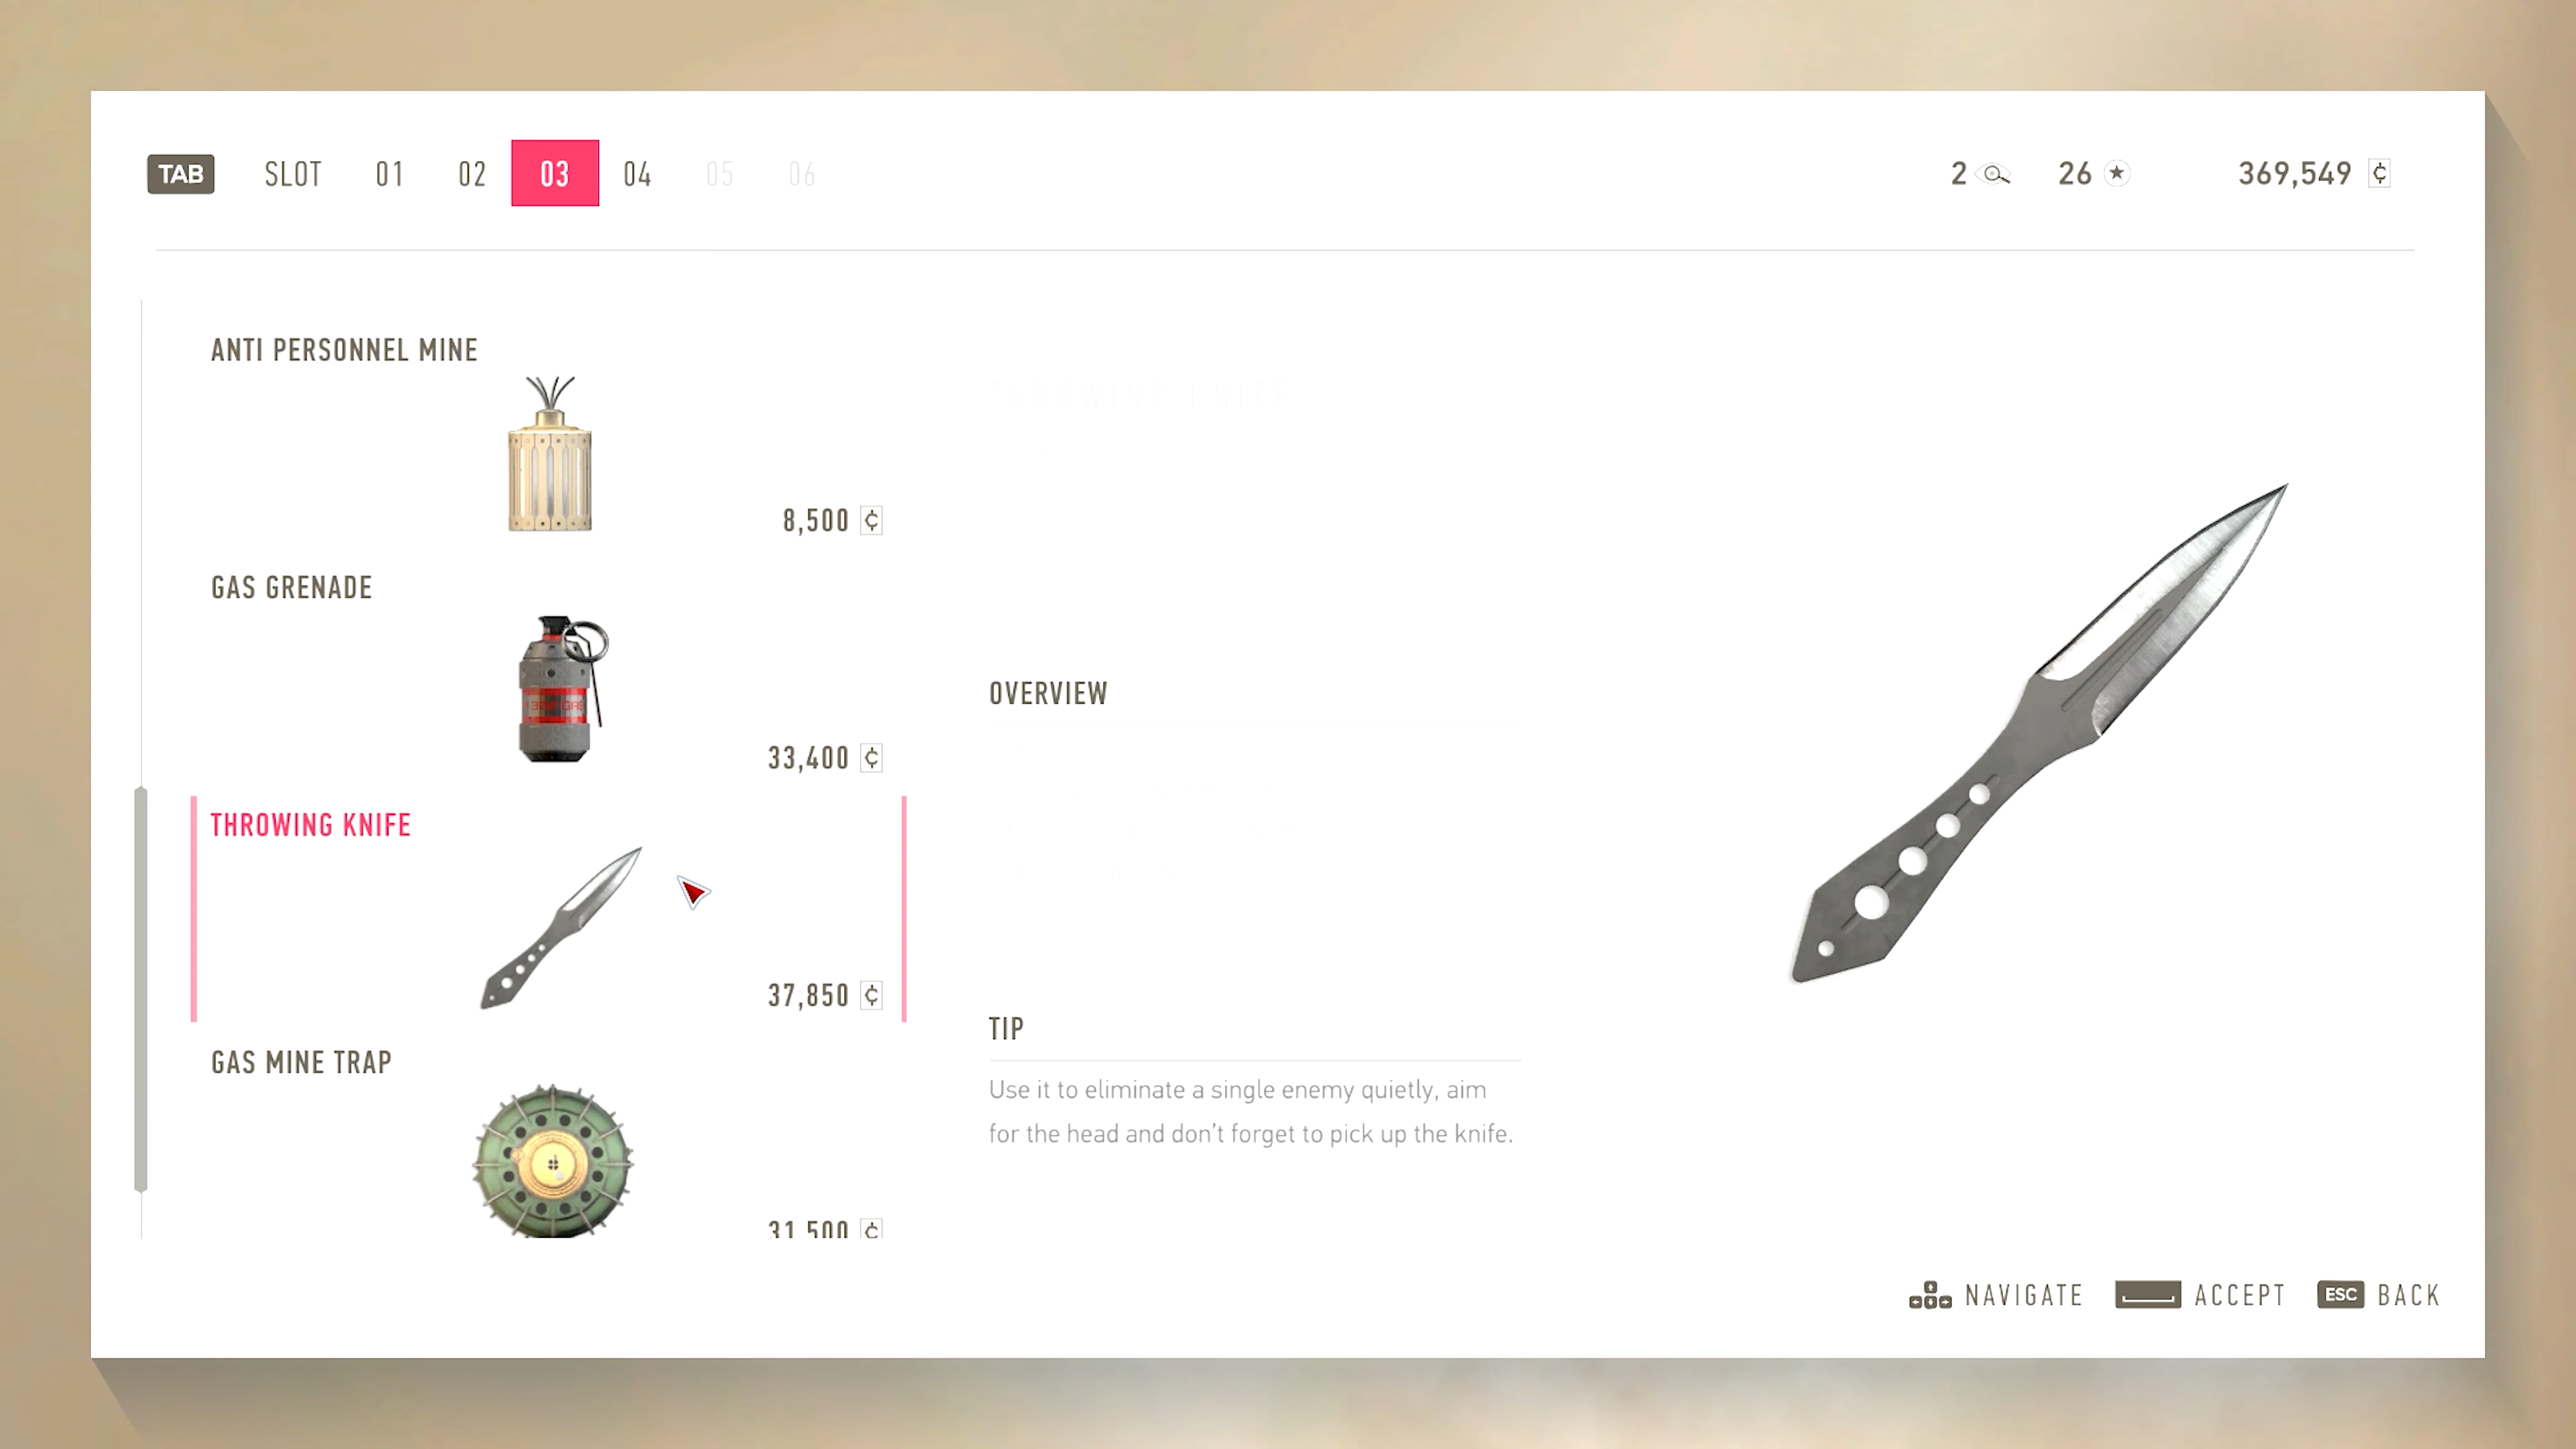 TAB SLOT 01 02 03 04 05 06 2 26 369,549 ¢
ANTI PERSONNEL MINE
8,500 ¢
GAS GRENADE
33,400 ¢
THROWING KNIFE
37,850 ¢
GAS MINE TRAP
31,500 ¢
OVERVIEW
TIP
Use it to eliminate a single enemy quietly, aim
for the head and don't forget to pick up the knife.
NAVIGATE ACCEPT ESC BACK